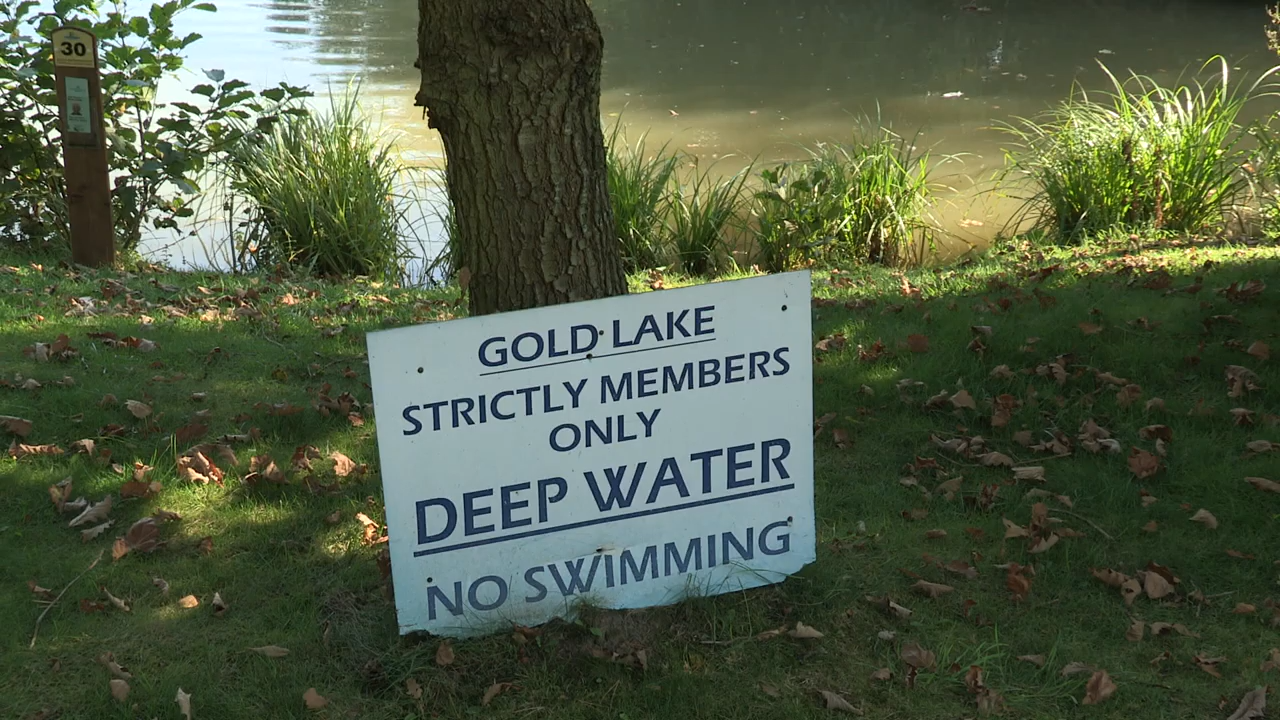 30
GOLD LAKE
STRICTLY MEMBERS
ONLY
DEEP WATER
NO SWIMMING